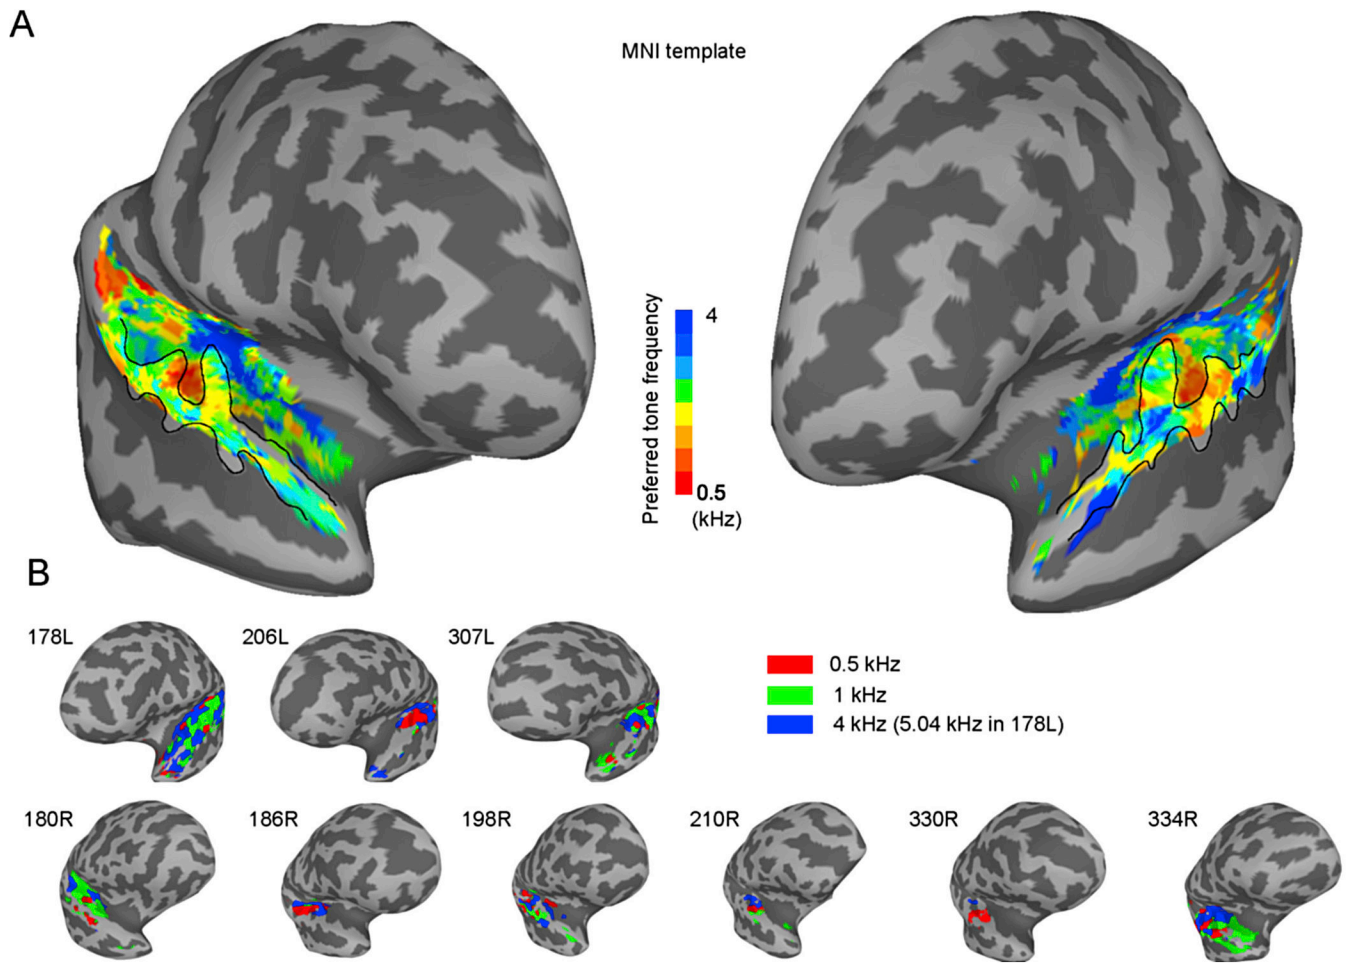 A
MNI template
Preferred tone frequency
4
0.5
(kHz)
B
178L
206L
307L
0.5 kHz
1 kHz
4 kHz (5.04 kHz in 178L)
180R
186R
198R
210R
330R
334R